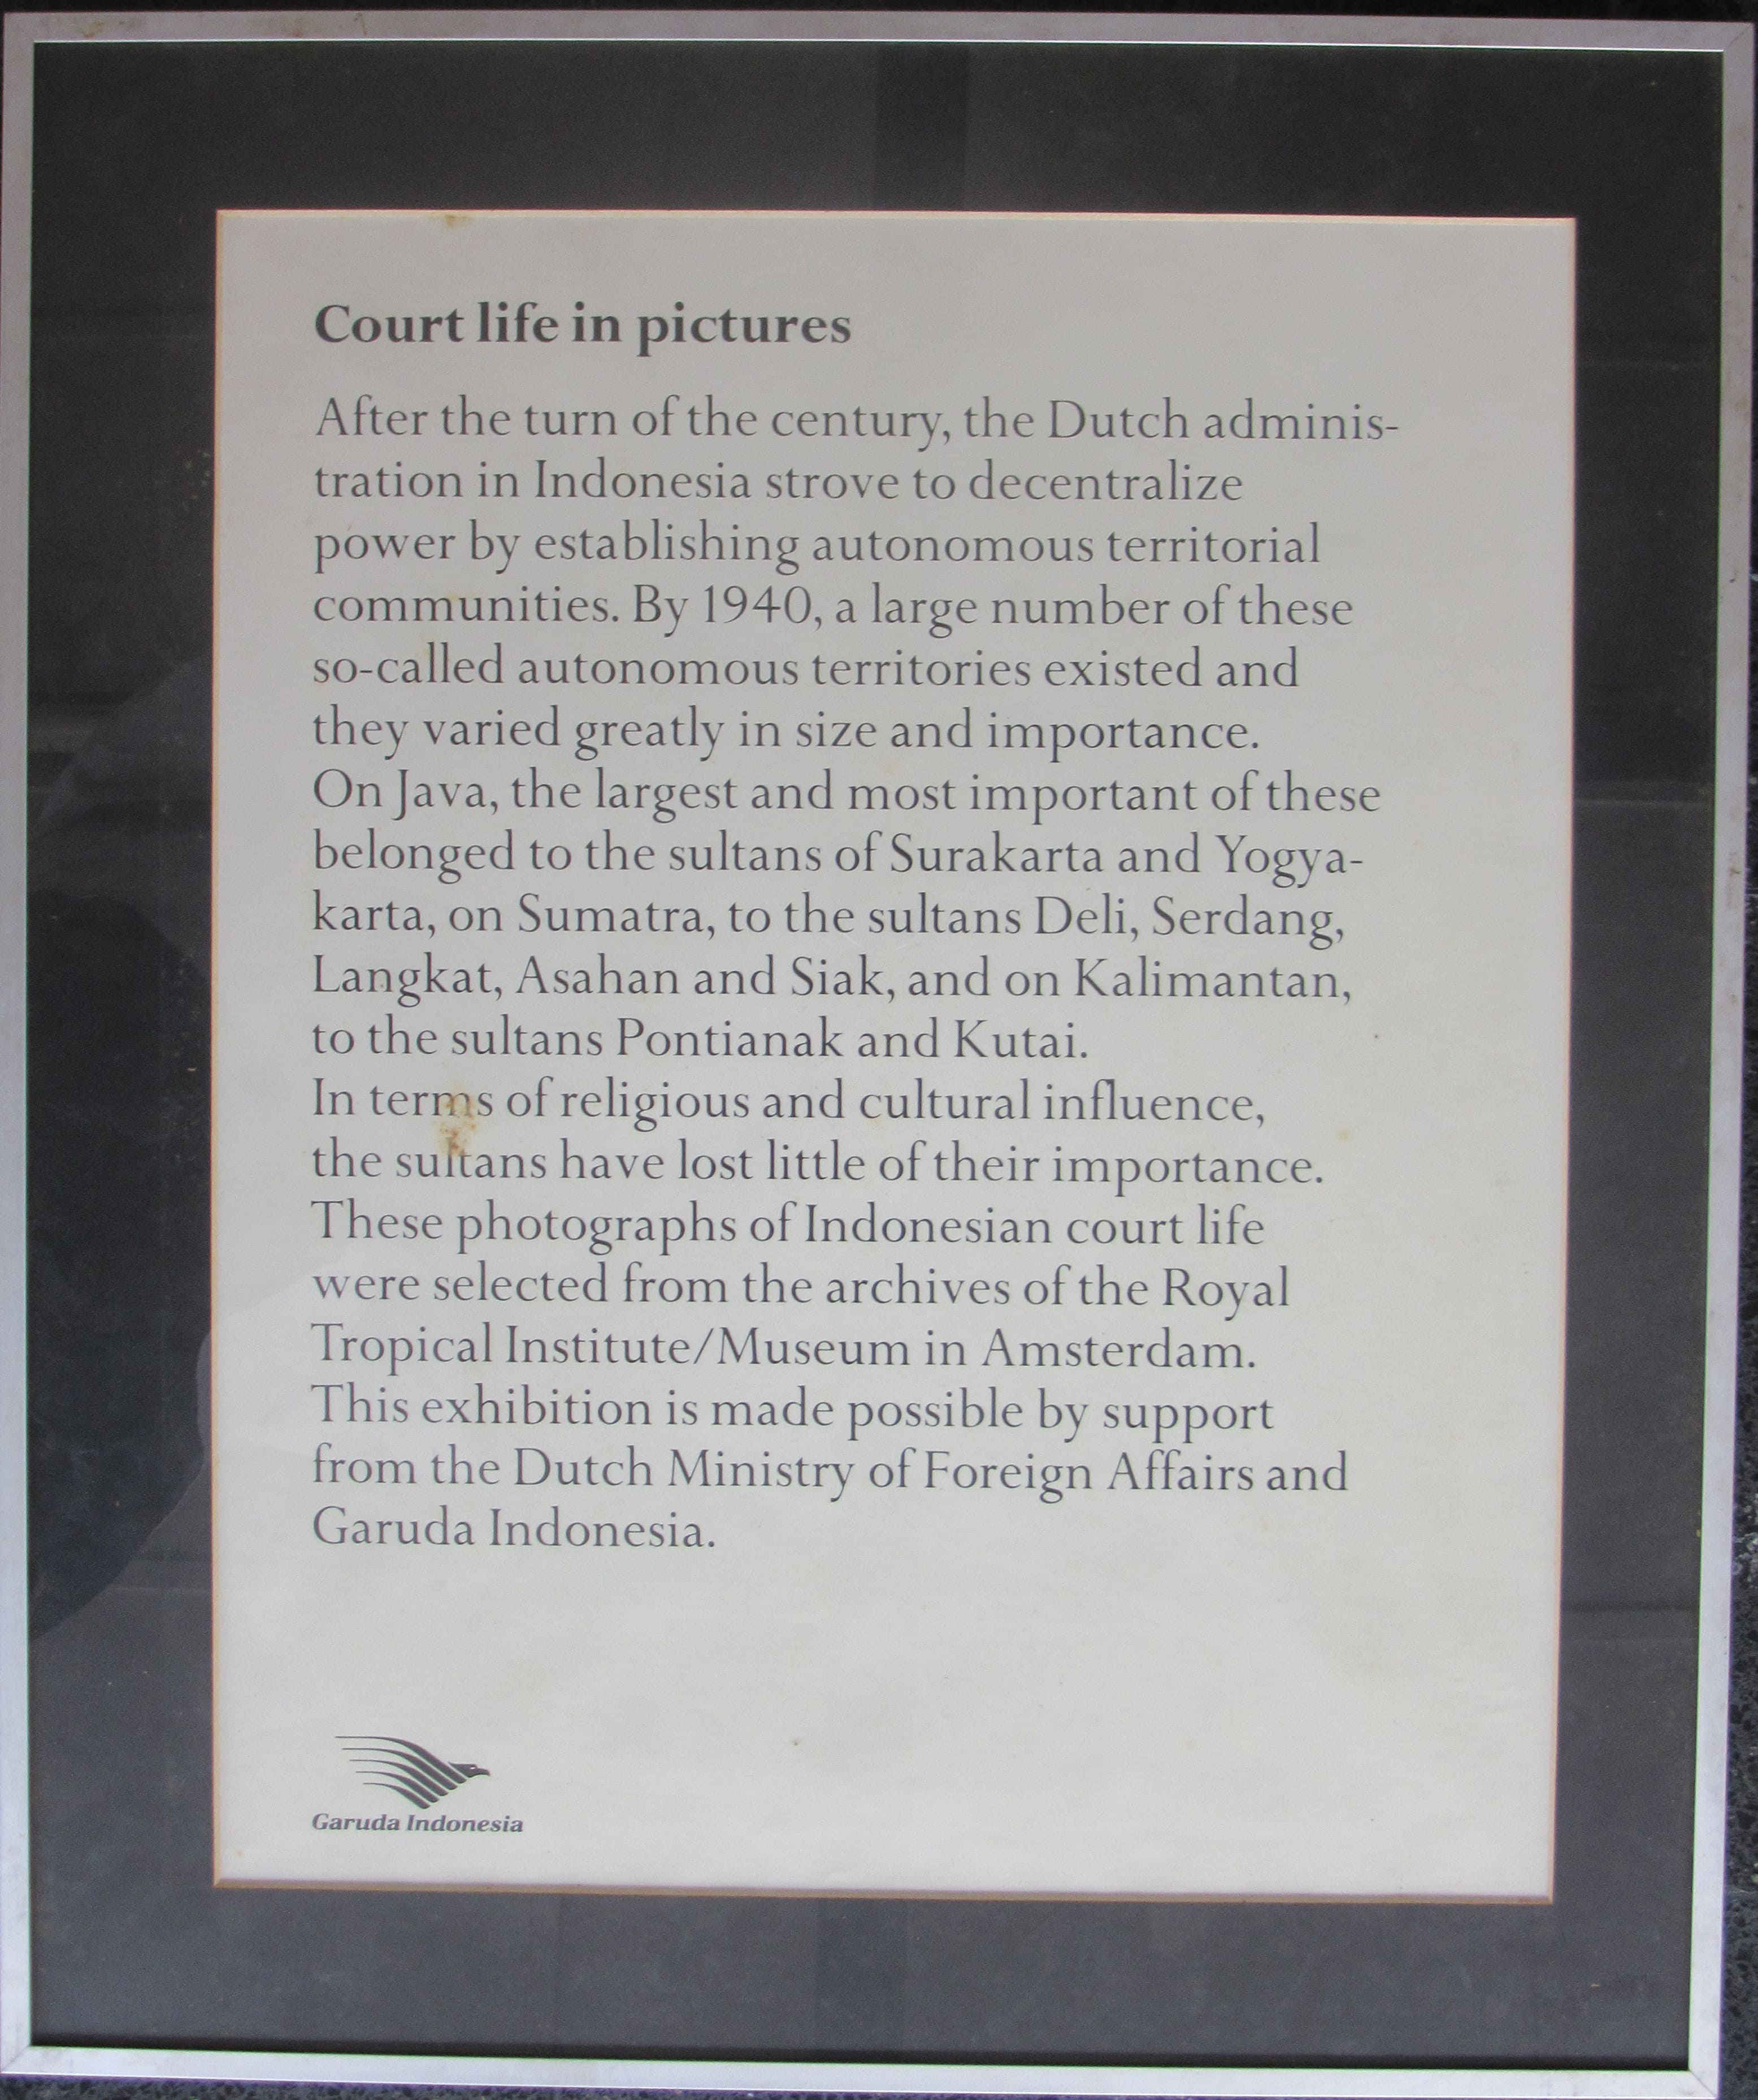 Court life in pictures
After the turn of the century, the Dutch adminis-
tration in Indonesia strove to decentralize
power by establishing autonomous territorial
communities. By 1940, a large number of these
so-called autonomous territories existed and
they varied greatly in size and importance.
On Java, the largest and most important of these
belonged to the sultans of Surakarta and Yogya-
karta, on Sumatra, to the sultans Deli, Serdang,
Langkat, Asahan and Siak, and on Kalimantan,
to the sultans Pontianak and Kutai.
In terms of religious and cultural influence,
the sultans have lost little of their importance.
These photographs of Indonesian court life
were selected from the archives of the Royal
Tropical Institute/Museum in Amsterdam.
This exhibition is made possible by support
from the Dutch Ministry of Foreign Affairs and
Garuda Indonesia.
Garuda Indonesia